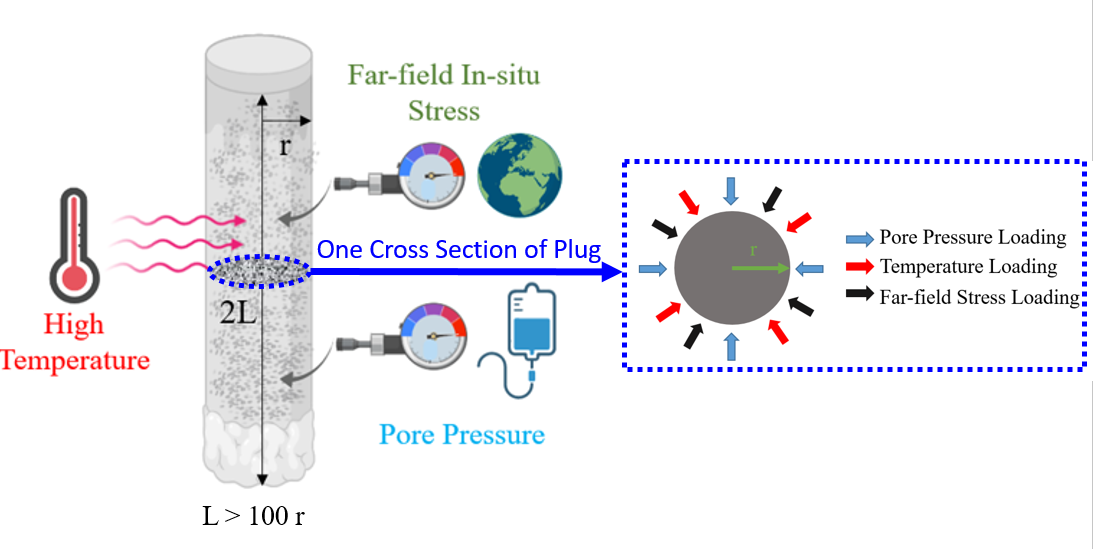 Far-field In-situ
Stress
r
One Cross Section of Plug
2L
High
Temperature
Pore Pressure
L > 100 r
r
Pore Pressure Loading
Temperature Loading
Far-field Stress Loading